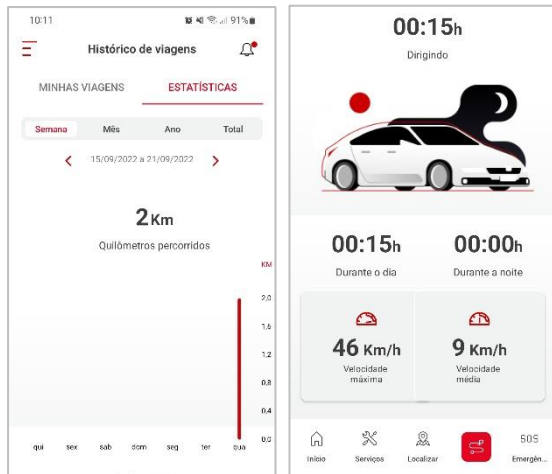 10:11
91%
Histórico de viagens
MINHAS VIAGENS ESTATÍSTICAS
Semana Mês Ano Total
15/09/2022 a 21/09/2022
2 Km
Quilômetros percorridos
KM
2,0
1,6
1,2
0,8
0,4
0,0
qui sex sab dom seg ter qua
00:15h
Dirigindo
00:15h 00:00h
Durante o dia Durante a noite
46 Km/h 9 Km/h
Velocidade máxima Velocidade média
SOS
Início Serviços Localizar Emergên...